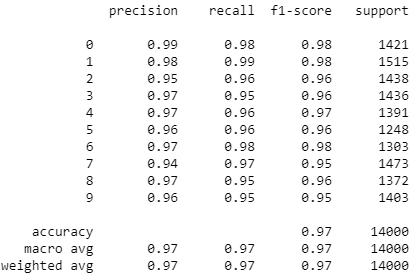 precision recall f1-score support
0 0.99 0.98 0.98 1421
1 0.98 0.99 0.98 1515
2 0.95 0.96 0.96 1438
3 0.97 0.95 0.96 1436
4 0.97 0.96 0.97 1391
5 0.96 0.96 0.96 1248
6 0.97 0.98 0.98 1303
7 0.94 0.97 0.95 1473
8 0.97 0.95 0.96 1372
9 0.96 0.95 0.95 1403
accuracy 0.97 14000
macro avg 0.97 0.97 0.97 14000
weighted avg 0.97 0.97 0.97 14000